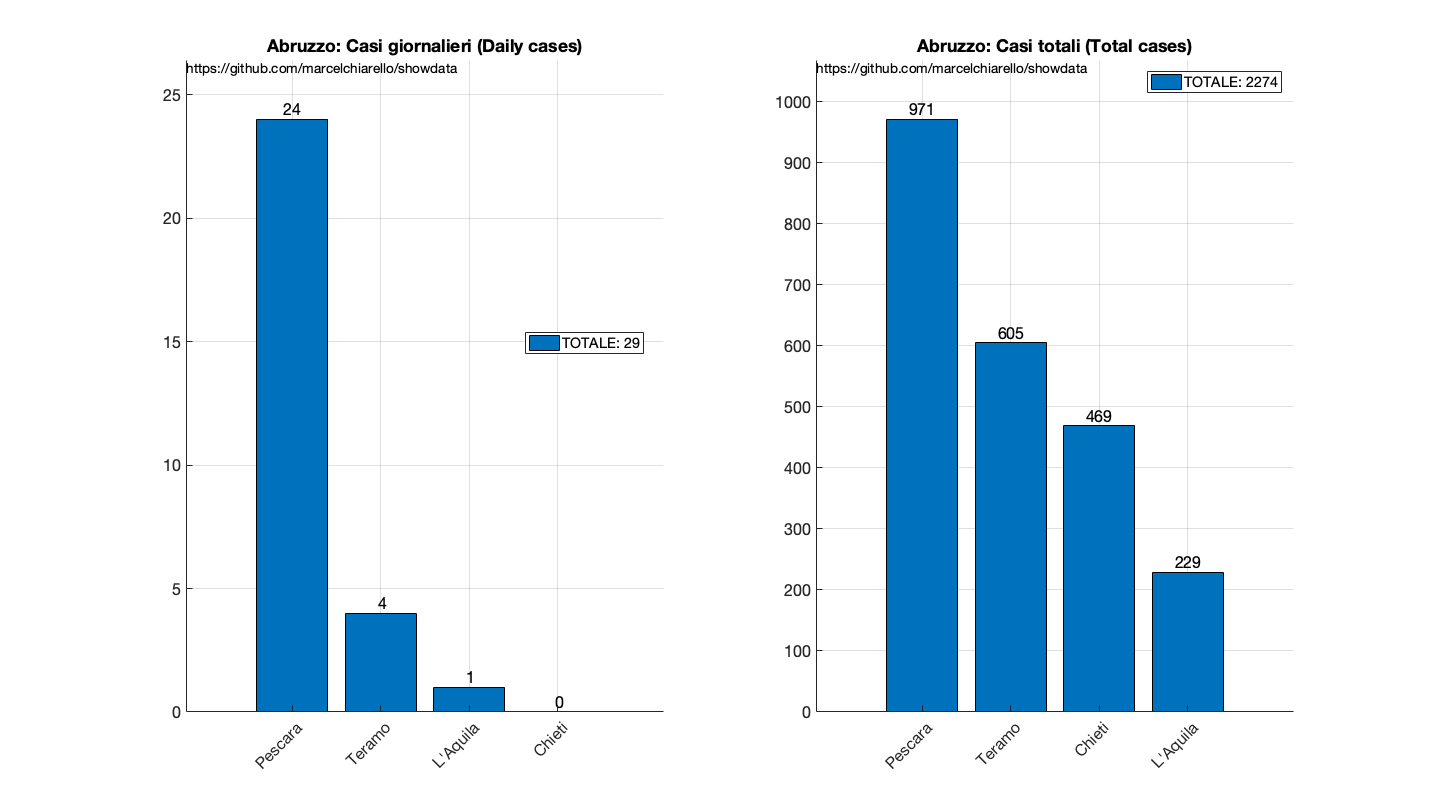 Abruzzo: Casi giornalieri (Daily cases)
https://github.com/marcelchiarello/showdata
25
20
15
10
5
0
24
4
1
0
TOTALE: 29
Pescara
Teramo
L'Aquila
Chieti
Abruzzo: Casi totali (Total cases)
https://github.com/marcelchiarello/showdata
TOTALE: 2274
1000
900
800
700
600
500
400
300
200
100
0
971
605
469
229
Pescara
Teramo
Chieti
L'Aquila